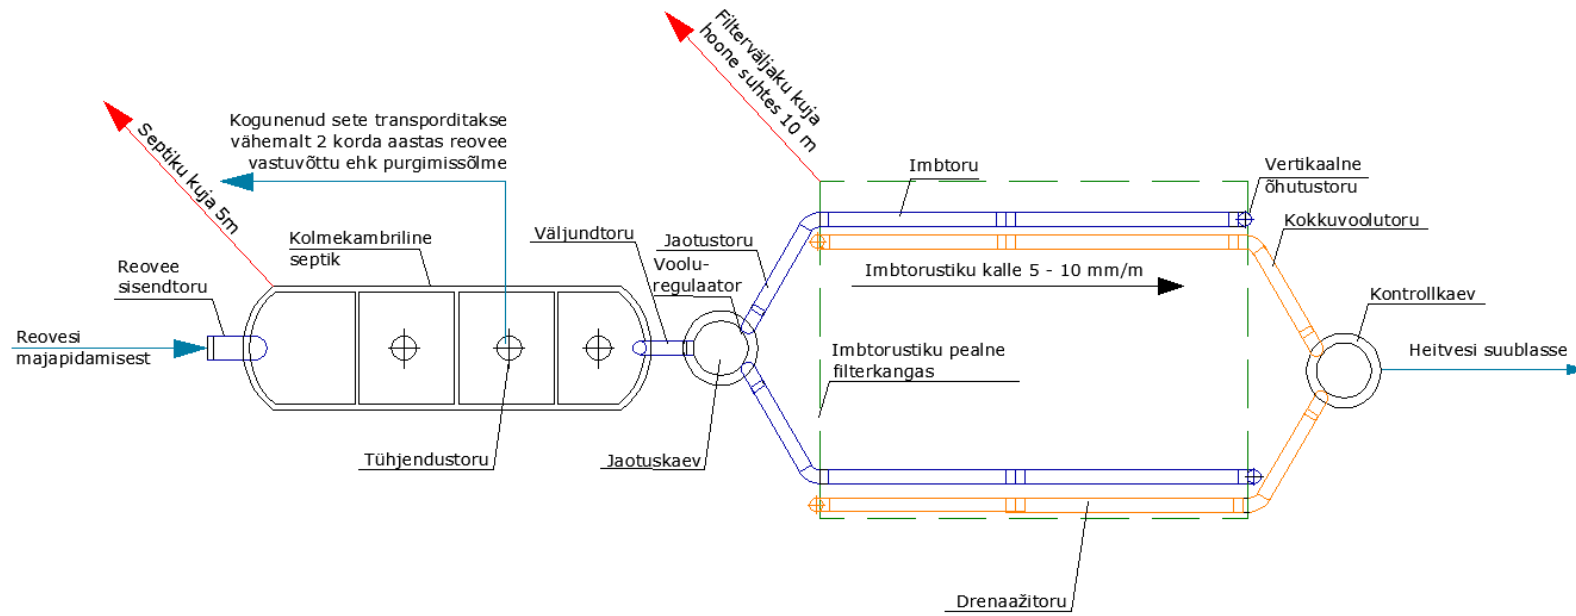 Septiku kuja 5m
Kogunenud sete transporditakse
vähemalt 2 korda aastas reovee
vastuvõttu ehk purgimissõlme
Filterväljaku kuja
hoone suhtes 10 m
Reovee
sisendtoru
Reovesi
majapidamisest
Kolmekambriline
septik
Tühjendustoru
Väljundtoru
Jaotustoru
Voolu-
regulaator
Jaotuskaev
Imbtoru
Vertikaalne
õhutustoru
Kokkuvoolutoru
Imbtorustiku kalle 5 - 10 mm/m
Imbtorustiku pealne
filterkangas
Kontrollkaev
Heitvesi suublasse
Drenaažitoru